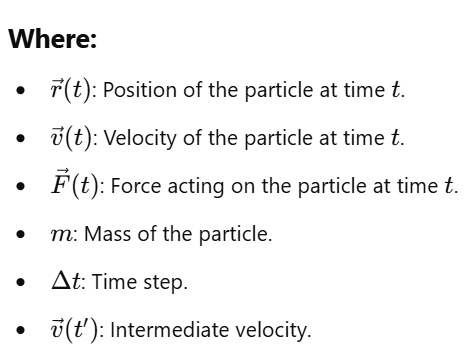 Where:
• $\vec{r}(t)$: Position of the particle at time $t$.
• $\vec{v}(t)$: Velocity of the particle at time $t$.
• $\vec{F}(t)$: Force acting on the particle at time $t$.
• $m$: Mass of the particle.
• $\Delta t$: Time step.
• $\vec{v}(t')$: Intermediate velocity.